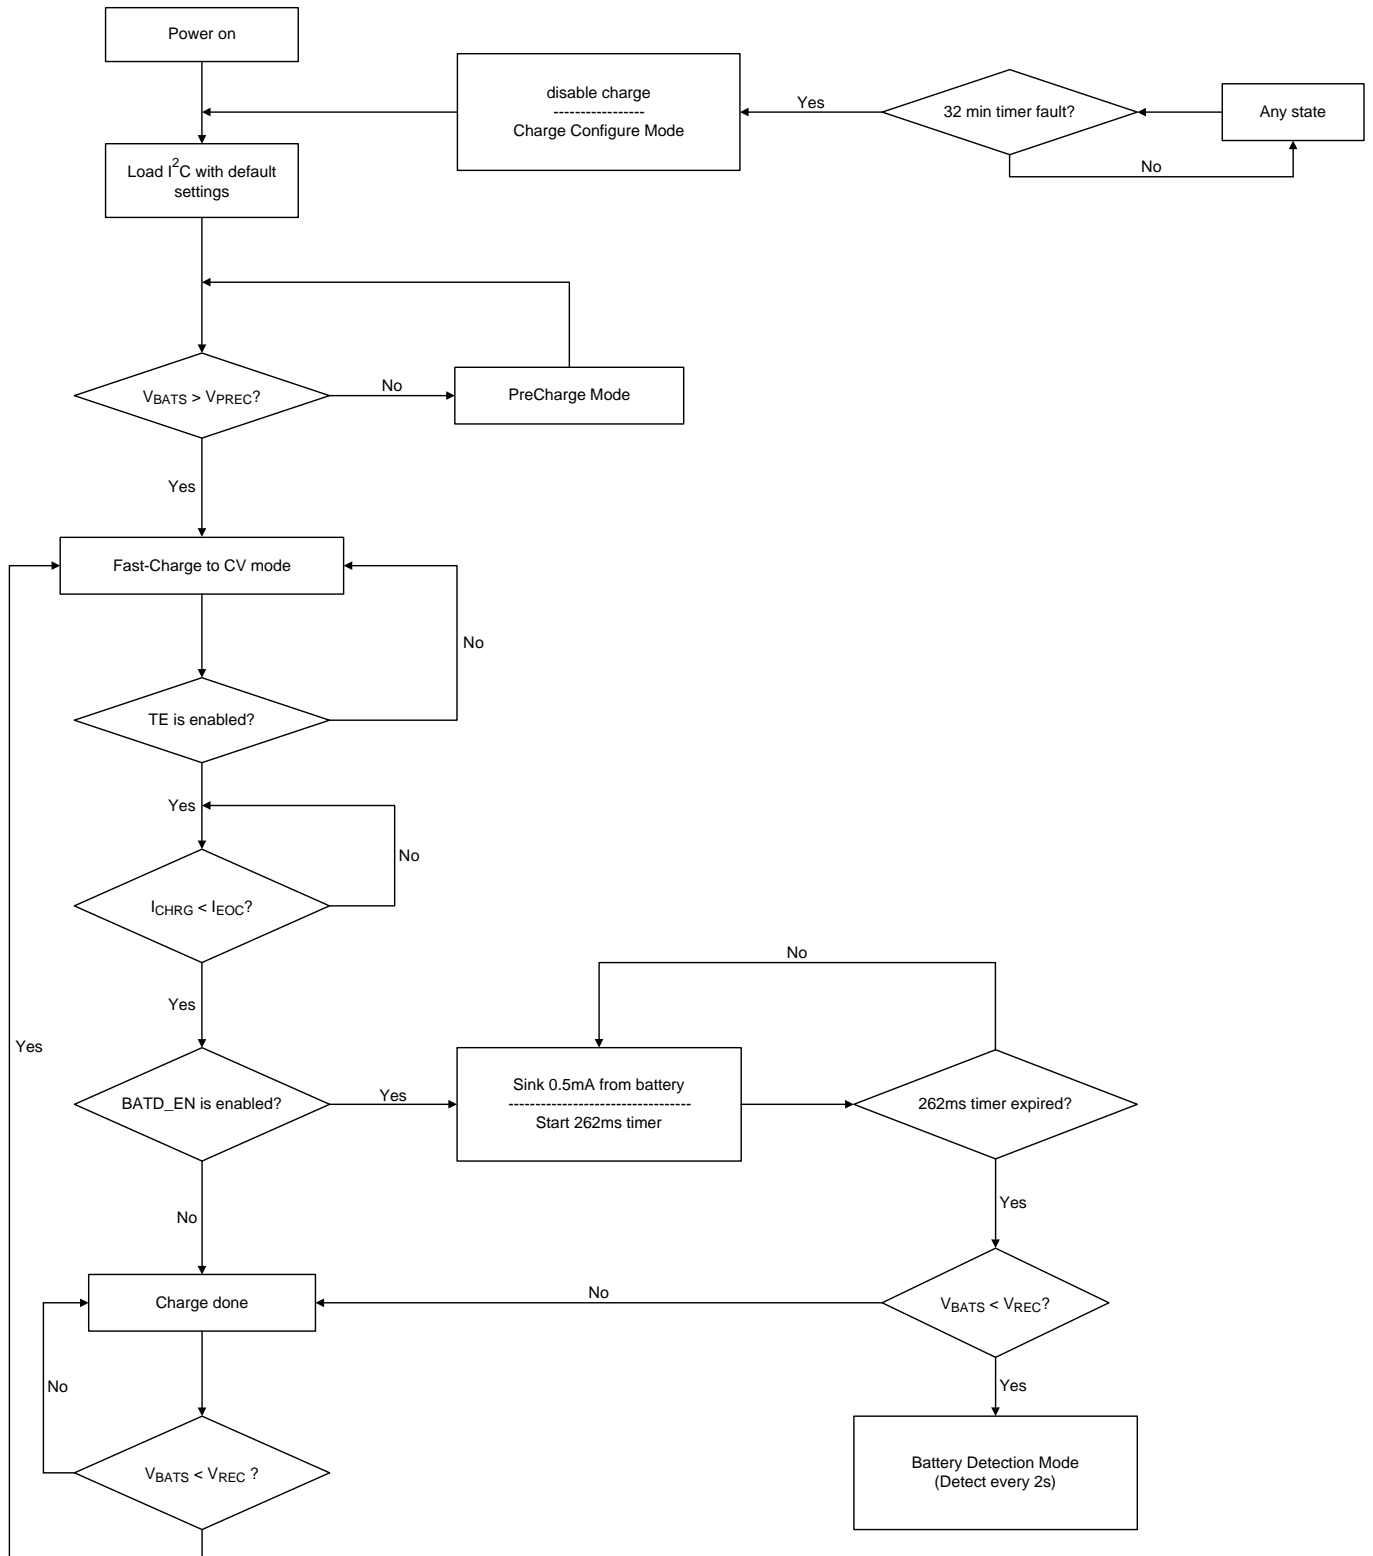 Power on
disable charge
-----------------
Charge Configure Mode
Yes
32 min timer fault?
Any state
No
Load I²C with default
settings
VBATS > VPREC?
No
PreCharge Mode
Yes
Fast-Charge to CV mode
No
TE is enabled?
Yes
No
ICHRG < IEOC?
Yes
No
Yes
BATD_EN is enabled?
Yes
Sink 0.5mA from battery
----------------------------------
Start 262ms timer
262ms timer expired?
Yes
No
Charge done
No
VBATS < VREC?
No
Yes
VBATS < VREC ?
Battery Detection Mode
(Detect every 2s)